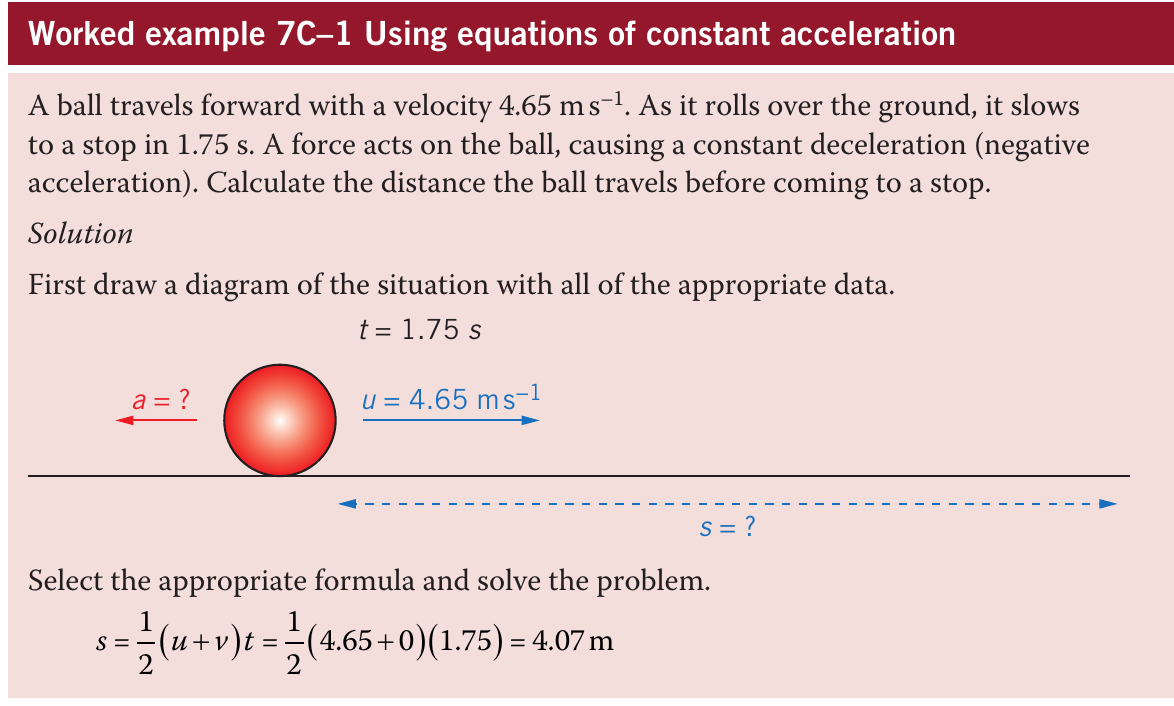 Worked example 7C–1 Using equations of constant acceleration
A ball travels forward with a velocity 4.65 m s⁻¹. As it rolls over the ground, it slows
to a stop in 1.75 s. A force acts on the ball, causing a constant deceleration (negative
acceleration). Calculate the distance the ball travels before coming to a stop.
Solution
First draw a diagram of the situation with all of the appropriate data.
t = 1.75 s
a = ?
u = 4.65 m s⁻¹
s = ?
Select the appropriate formula and solve the problem.
s = 1/2 (u + v) t = 1/2 (4.65 + 0)(1.75) = 4.07 m